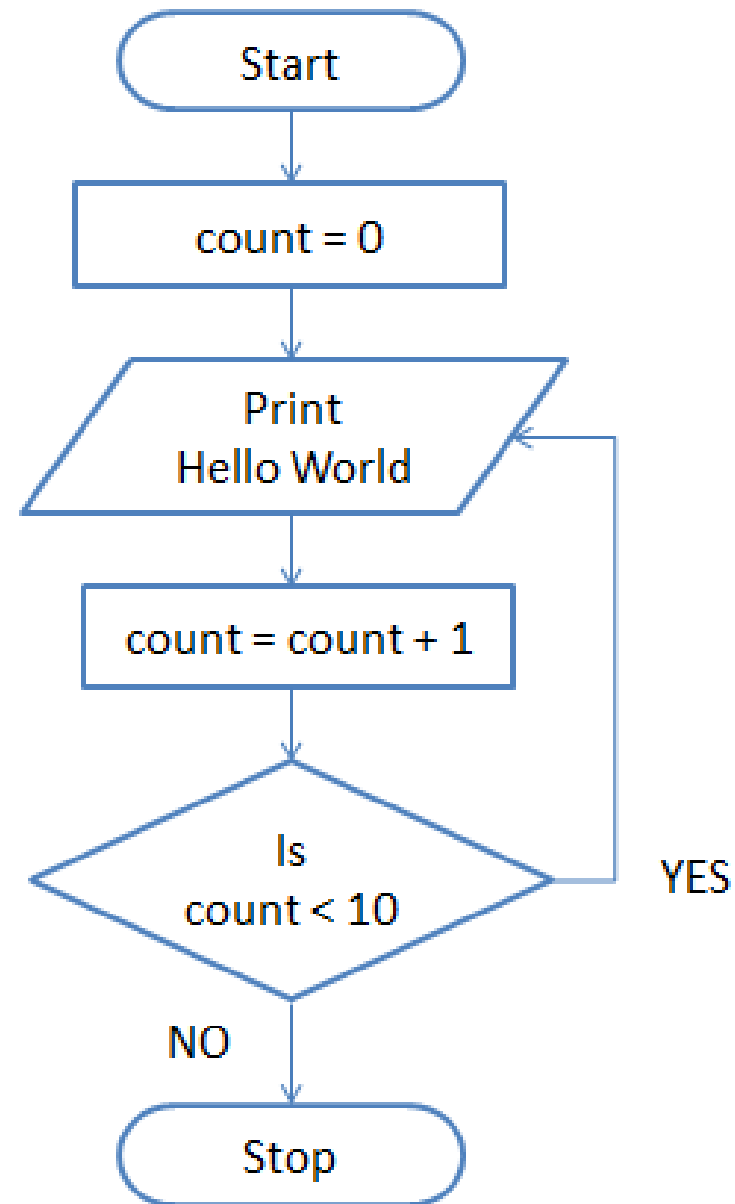 Start
count = 0
Print
Hello World
count = count + 1
Is
count < 10
YES
NO
Stop